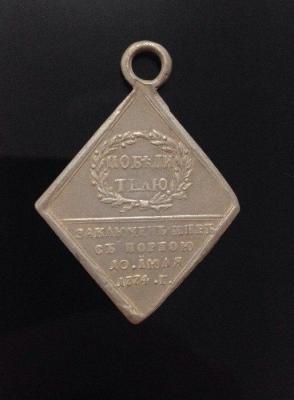 ПОБѢДИ
ТЕЛЮ
ЗАКЛЮЧЕНЪ МИРЪ
СЪ ПОРТОЮ
10. ІЮЛЯ
1774. Г.